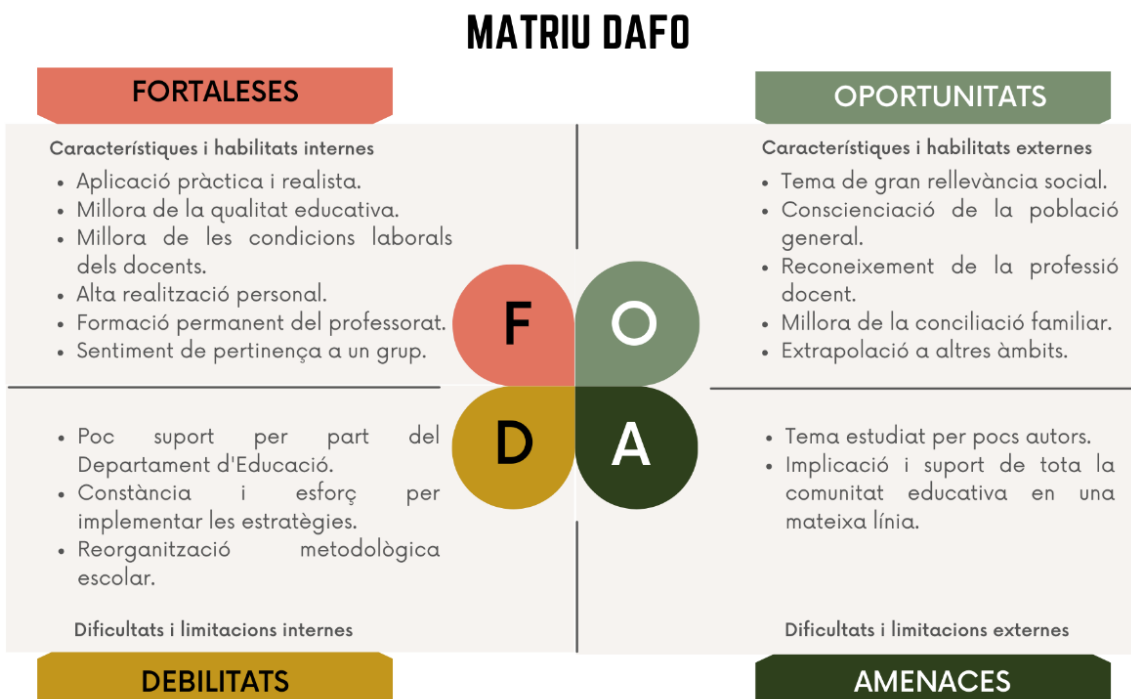 MATRIU DAFO
FORTALESES
Característiques i habilitats internes
• Aplicació pràctica i realista.
• Millora de la qualitat educativa.
• Millora de les condicions laborals
dels docents.
• Alta realització personal.
• Formació permanent del professorat.
• Sentiment de pertinença a un grup.
OPORTUNITATS
Característiques i habilitats externes
• Tema de gran rellevància social.
• Conscienciació de la població
general.
• Reconeixement de la professió
docent.
• Millora de la conciliació familiar.
• Extrapolació a altres àmbits.
F
O
D
A
• Poc suport per part del
Departament d'Educació.
• Constància i esforç per
implementar les estratègies.
• Reorganització metodològica
escolar.
Dificultats i limitacions internes
DEBILITATS
• Tema estudiat per pocs autors.
• Implicació i suport de tota la
comunitat educativa en una
mateixa línia.
Dificultats i limitacions externes
AMENACES